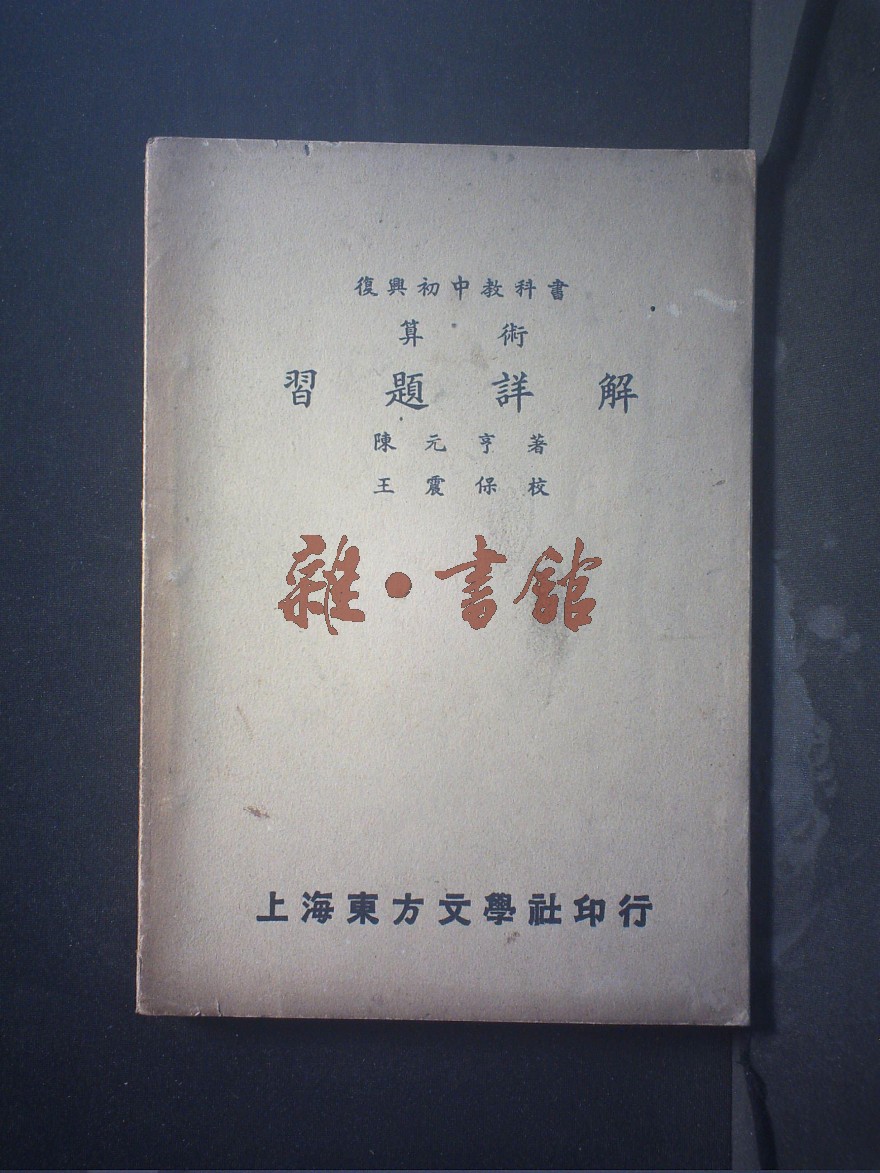 復興初中教科書
算術
習題詳解
陳元亨著
王震保校
雜·書館
上海東方文學社印行